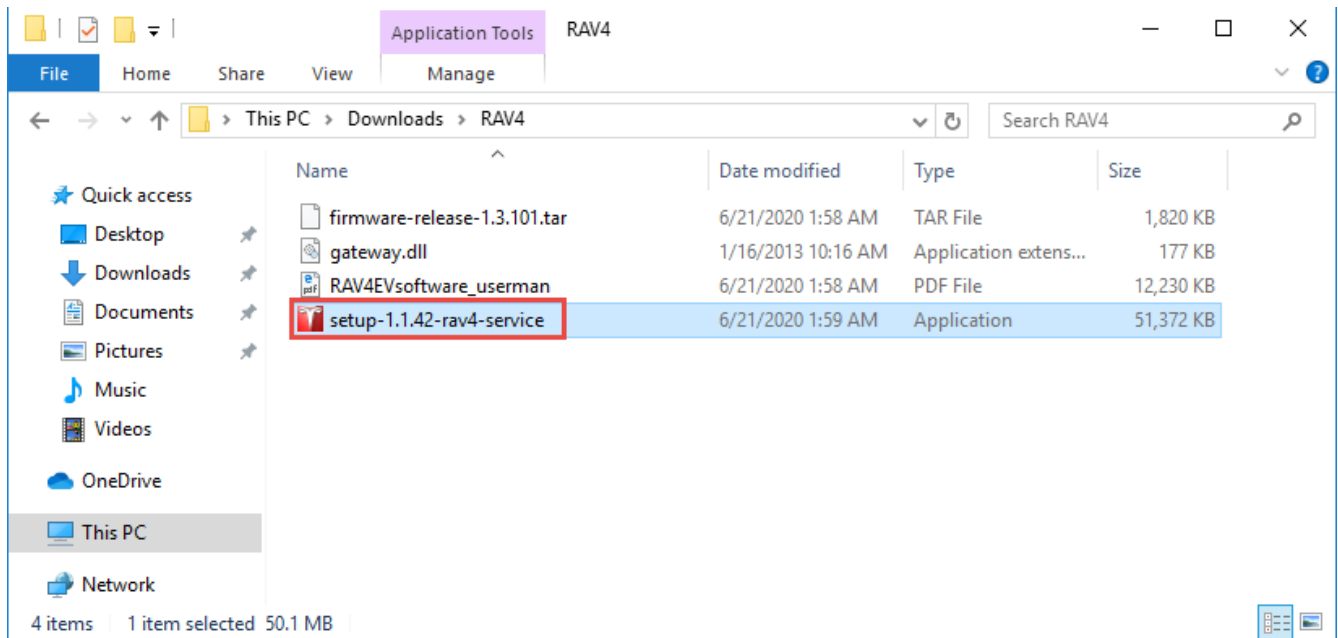 Application Tools RAV4
File Home Share View Manage
This PC Downloads RAV4 Search RAV4
Name Date modified Type Size
Quick access
Desktop
Downloads
Documents
Pictures
Music
Videos
OneDrive
This PC
Network
firmware-release-1.3.101.tar 6/21/2020 1:58 AM TAR File 1,820 KB
gateway.dll 1/16/2013 10:16 AM Application extens... 177 KB
RAV4EVsoftware_userman 6/21/2020 1:58 AM PDF File 12,230 KB
setup-1.1.42-rav4-service 6/21/2020 1:59 AM Application 51,372 KB
4 items 1 item selected 50.1 MB